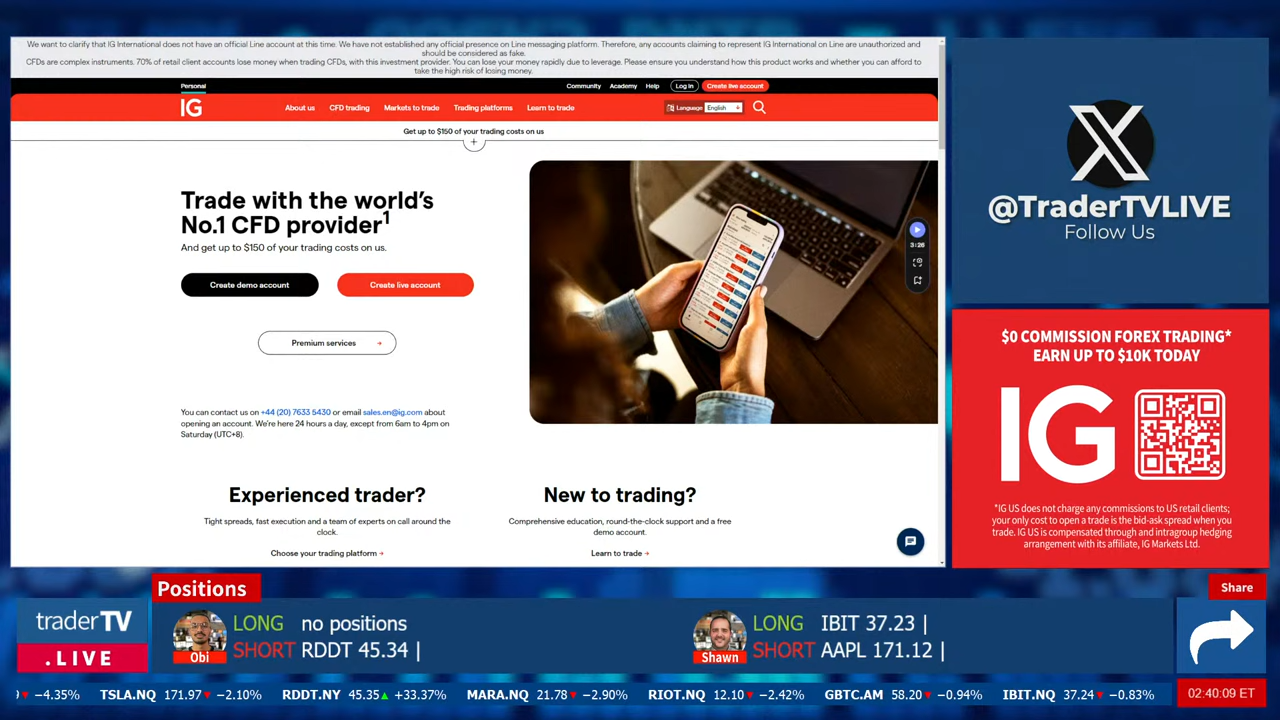 We want to clarify that IG International does not have an official Line account at this time. We have not established any official presence on Line messaging platform. Therefore, any accounts claiming to represent IG International on Line are unauthorized and
should be considered as fake.
CFDs are complex instruments. 70% of retail client accounts lose money when trading CFDs, with this investment provider. You can lose your money rapidly due to leverage. Please ensure you understand how this product works and whether you can afford to
take the high risk of losing money.
Personal
Community Academy Help Log in Create live account
IG About us CFD trading Markets to trade Trading platforms Learn to trade Language English
Get up to $150 of your trading costs on us
+
Trade with the world's
No.1 CFD provider¹
And get up to $150 of your trading costs on us.
Create demo account Create live account
Premium services →
You can contact us on +44 (20) 7633 5430 or email sales.en@ig.com about
opening an account. We're here 24 hours a day, except from 6am to 4pm on
Saturday (UTC+8).
3:26
Experienced trader?
Tight spreads, fast execution and a team of experts on call around the
clock.
Choose your trading platform →
New to trading?
Comprehensive education, round-the-clock support and a free
demo account.
Learn to trade →
X
@TraderTVLIVE
Follow Us
$0 COMMISSION FOREX TRADING*
EARN UP TO $10K TODAY
IG
*IG US does not charge any commissions to US retail clients;
your only cost to open a trade is the bid-ask spread when you
trade. IG US is compensated through and intragroup hedging
arrangement with its affiliate, IG Markets Ltd.
Positions
Share
traderTV
.LIVE
Obi
LONG no positions
SHORT RDDT 45.34 |
Shawn
LONG IBIT 37.23 |
SHORT AAPL 171.12 |
▼ −4.35% TSLA.NQ 171.97 ▼ −2.10% RDDT.NY 45.35 ▲ +33.37% MARA.NQ 21.78 ▼ −2.90% RIOT.NQ 12.10 ▼ −2.42% GBTC.AM 58.20 ▼ −0.94% IBIT.NQ 37.24 ▼ −0.83%
02:40:09 ET